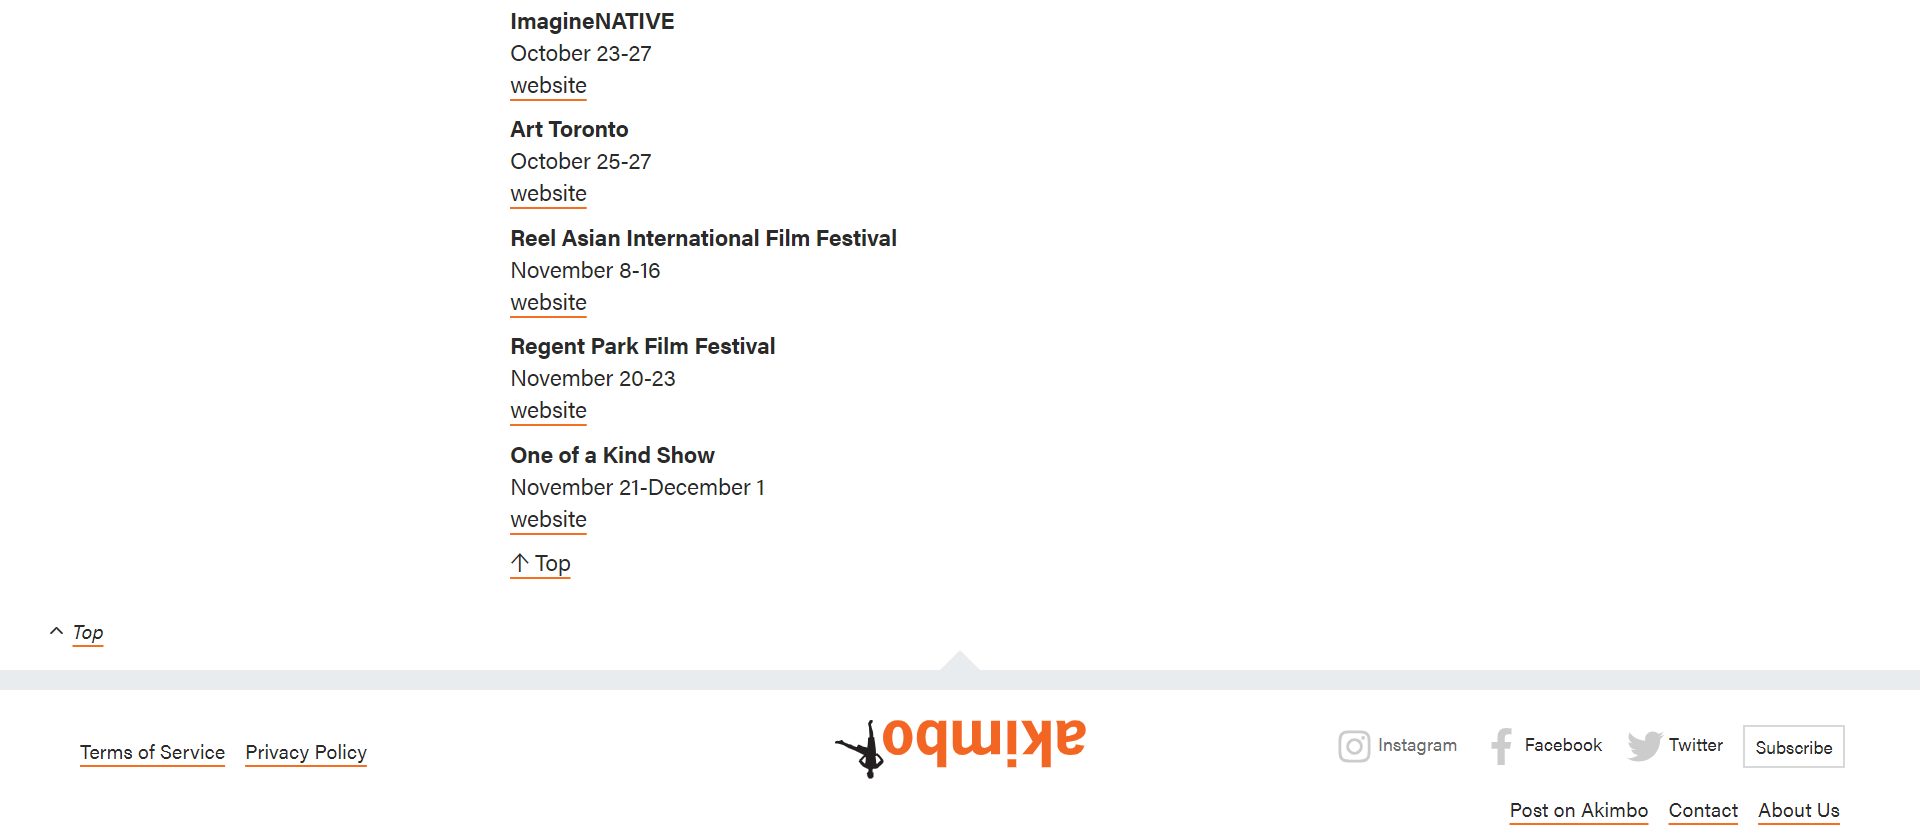 ImagineNATIVE
October 23-27
website
Art Toronto
October 25-27
website
Reel Asian International Film Festival
November 8-16
website
Regent Park Film Festival
November 20-23
website
One of a Kind Show
November 21-December 1
website
↑ Top
Top
Terms of Service Privacy Policy
akimbo
Instagram Facebook Twitter Subscribe
Post on Akimbo Contact About Us